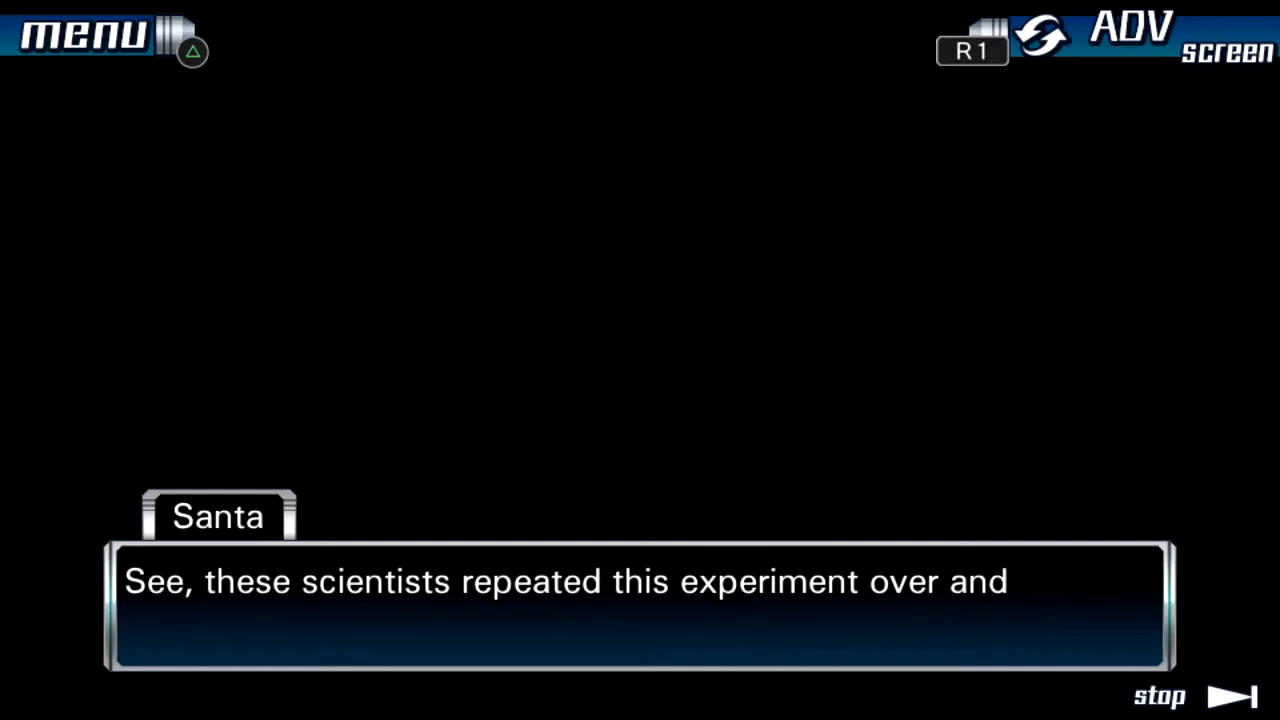 menu
R1
ADV
screen
Santa
See, these scientists repeated this experiment over and
stop